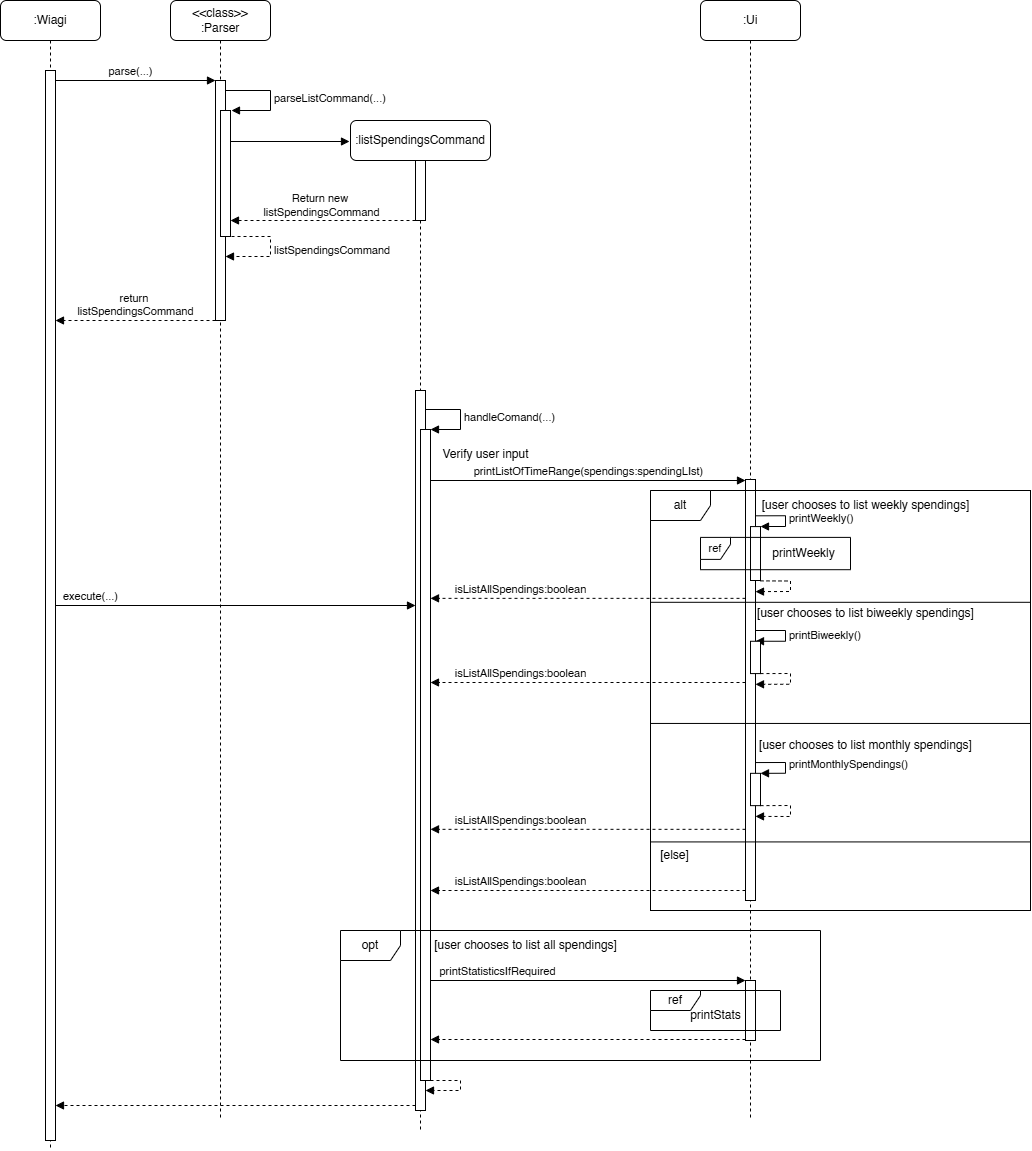 :Wiagi
<<class>>
:Parser
:Ui
parse(...)
parseListCommand(...)
:listSpendingsCommand
Return new
listSpendingsCommand
listSpendingsCommand
return
listSpendingsCommand
handleComand(...)
Verify user input
printListOfTimeRange(spendings:spendingLIst)
alt
[user chooses to list weekly spendings]
printWeekly()
ref
printWeekly
isListAllSpendings:boolean
execute(...)
[user chooses to list biweekly spendings]
printBiweekly()
isListAllSpendings:boolean
[user chooses to list monthly spendings]
printMonthlySpendings()
isListAllSpendings:boolean
[else]
isListAllSpendings:boolean
opt
[user chooses to list all spendings]
printStatisticsIfRequired
ref
printStats